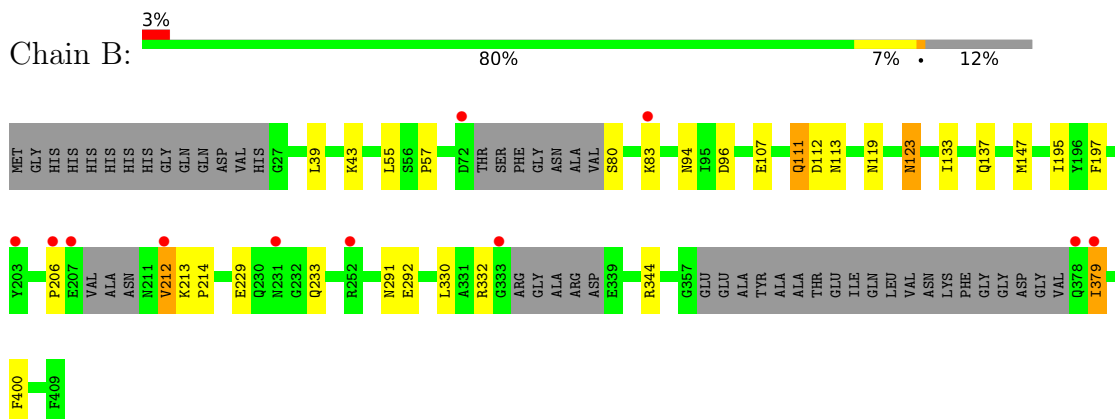 3%
Chain B:
80% 7% • 12%
MET GLY HIS HIS HIS HIS HIS HIS GLY GLN GLN ASP VAL HIS G27 L39 K43 L55 S56 P57 D72 THR SER PHE GLY ASN ALA VAL S80 K83 N94 I95 D96 E107 Q111 D112 N113 N119 N123 I133 Q137 M147 I195 Y196 F197
Y203 P206 E207 VAL ALA ASN N211 V212 K213 P214 E229 Q230 N231 G232 Q233 R252 N291 E292 L330 A331 R332 G333 ARG GLY ALA ARG ASP E339 R344 G357 GLU GLU ALA TYR ALA ALA THR GLU ILE GLN LEU VAL ASN LYS PHE GLY GLY ASP GLY VAL Q378 I379
F400 F409